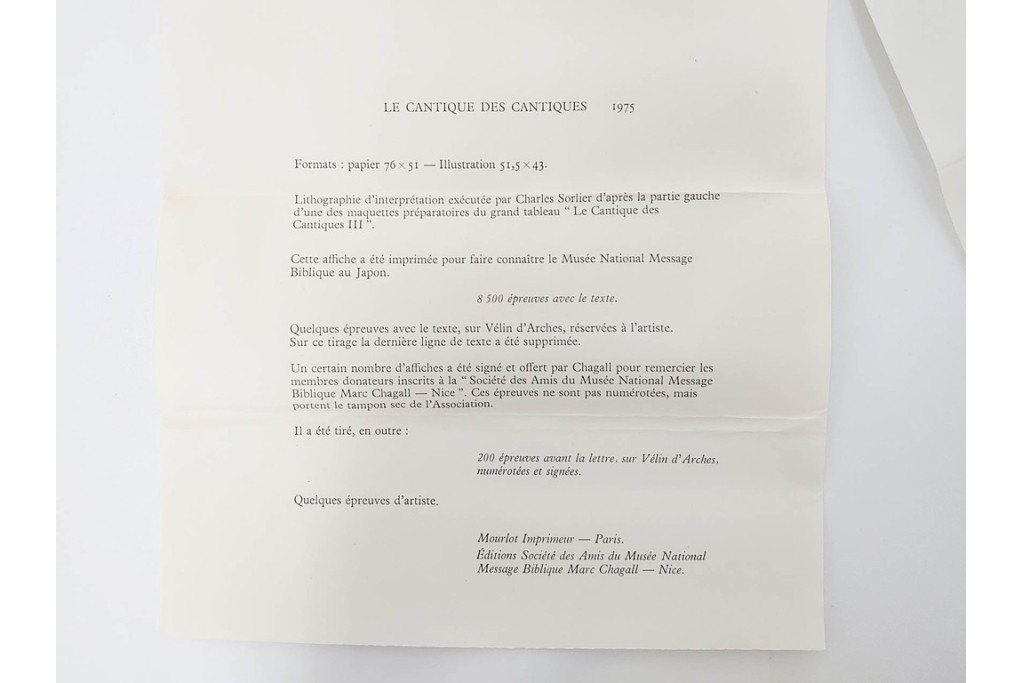 LE CANTIQUE DES CANTIQUES 1975
Formats : papier 76 × 51 — Illustration 51,5 × 43.
Lithographie d'interprétation exécutée par Charles Sorlier d'après la partie gauche
d'une des maquettes préparatoires du grand tableau “ Le Cantique des
Cantiques III ”.
Cette affiche a été imprimée pour faire connaître le Musée National Message
Biblique au Japon.
8 500 épreuves avec le texte.
Quelques épreuves avec le texte, sur Vélin d'Arches, réservées à l'artiste.
Sur ce tirage la dernière ligne de texte a été supprimée.
Un certain nombre d'affiches a été signé et offert par Chagall pour remercier les
membres donateurs inscrits à la “ Société des Amis du Musée National Message
Biblique Marc Chagall — Nice ”. Ces épreuves ne sont pas numérotées, mais
portent le tampon sec de l'Association.
Il a été tiré, en outre :
200 épreuves avant la lettre, sur Vélin d'Arches,
numérotées et signées.
Quelques épreuves d'artiste.
Mourlot Imprimeur — Paris.
Éditions Société des Amis du Musée National
Message Biblique Marc Chagall — Nice.